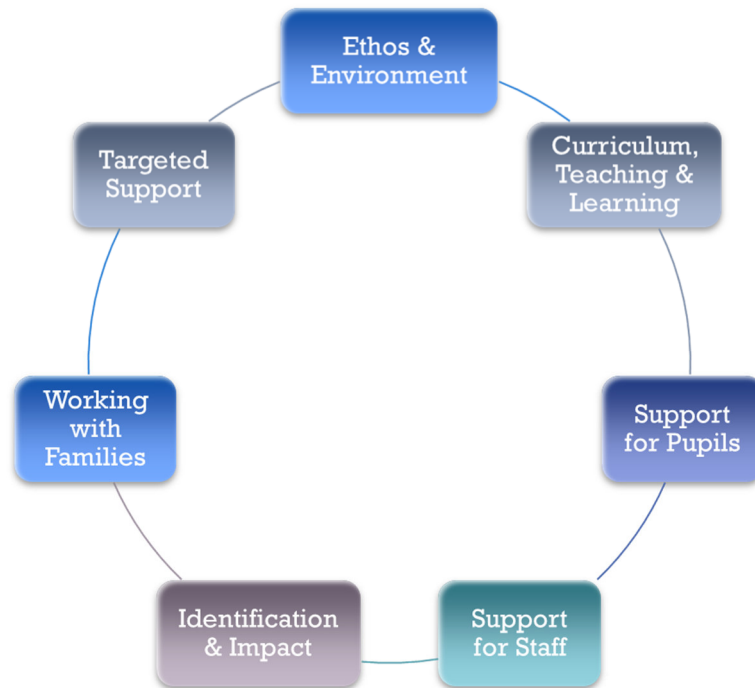 Ethos &
Environment
Curriculum,
Teaching &
Learning
Support
for Pupils
Support
for Staff
Identification
& Impact
Working
with
Families
Targeted
Support